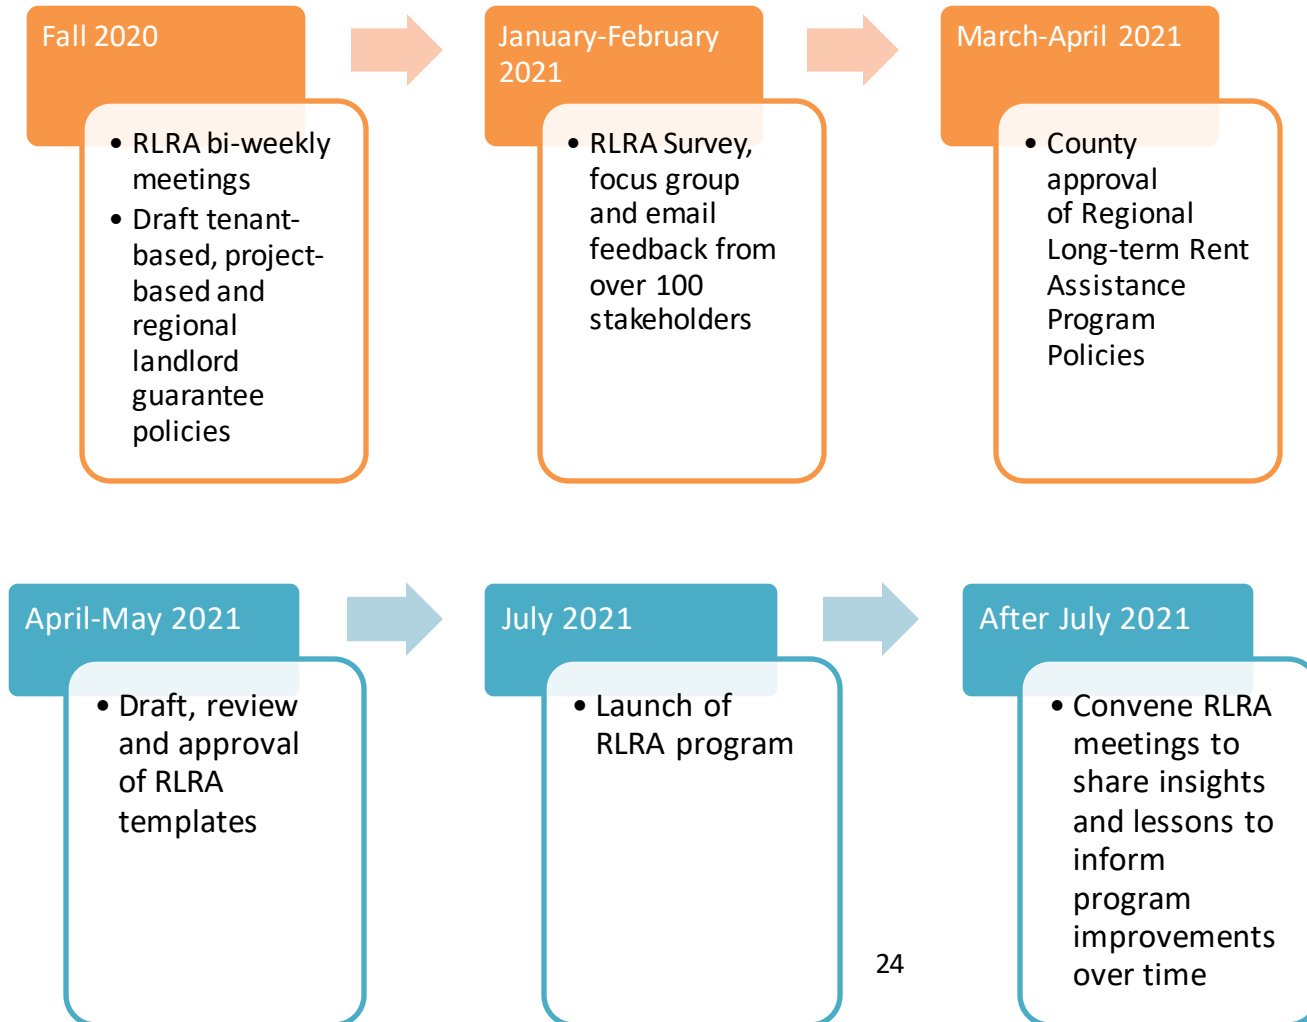 Fall 2020
• RLRA bi-weekly
meetings
• Draft tenant-
based, project-
based and
regional
landlord
guarantee
policies
January-February
2021
• RLRA Survey,
focus group
and email
feedback from
over 100
stakeholders
March-April 2021
• County
approval
of Regional
Long-term Rent
Assistance
Program
Policies
April-May 2021
• Draft, review
and approval
of RLRA
templates
July 2021
• Launch of
RLRA program
After July 2021
• Convene RLRA
meetings to
share insights
and lessons to
inform
program
improvements
over time
24